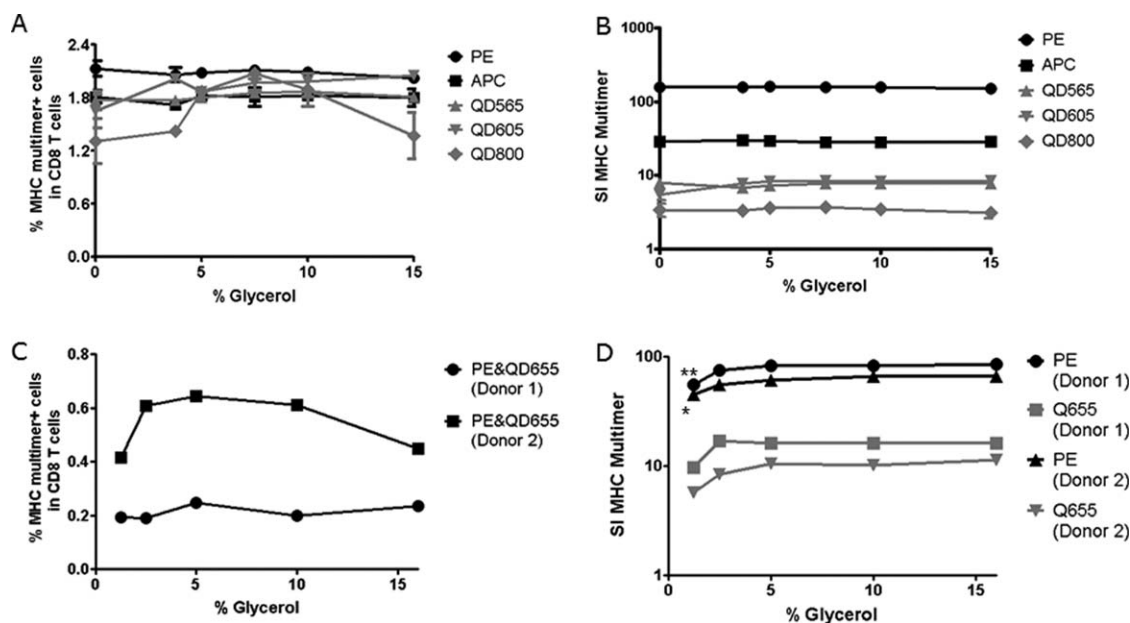 A
% MHC multimer+ cells
in CD8 T cells
2.4
1.8
1.2
0.6
0.0
0
5
10
15
% Glycerol
PE
APC
QD565
QD605
QD800
B
SI MHC Multimer
1000
100
10
1
0
5
10
15
% Glycerol
PE
APC
QD565
QD605
QD800
C
% MHC multimer+ cells
in CD8 T cells
0.8
0.6
0.4
0.2
0.0
0
5
10
15
% Glycerol
PE&QD655
(Donor 1)
PE&QD655
(Donor 2)
D
SI MHC Multimer
100
10
1
**
*
0
5
10
15
% Glycerol
PE
(Donor 1)
Q655
(Donor 1)
PE
(Donor 2)
Q655
(Donor 2)